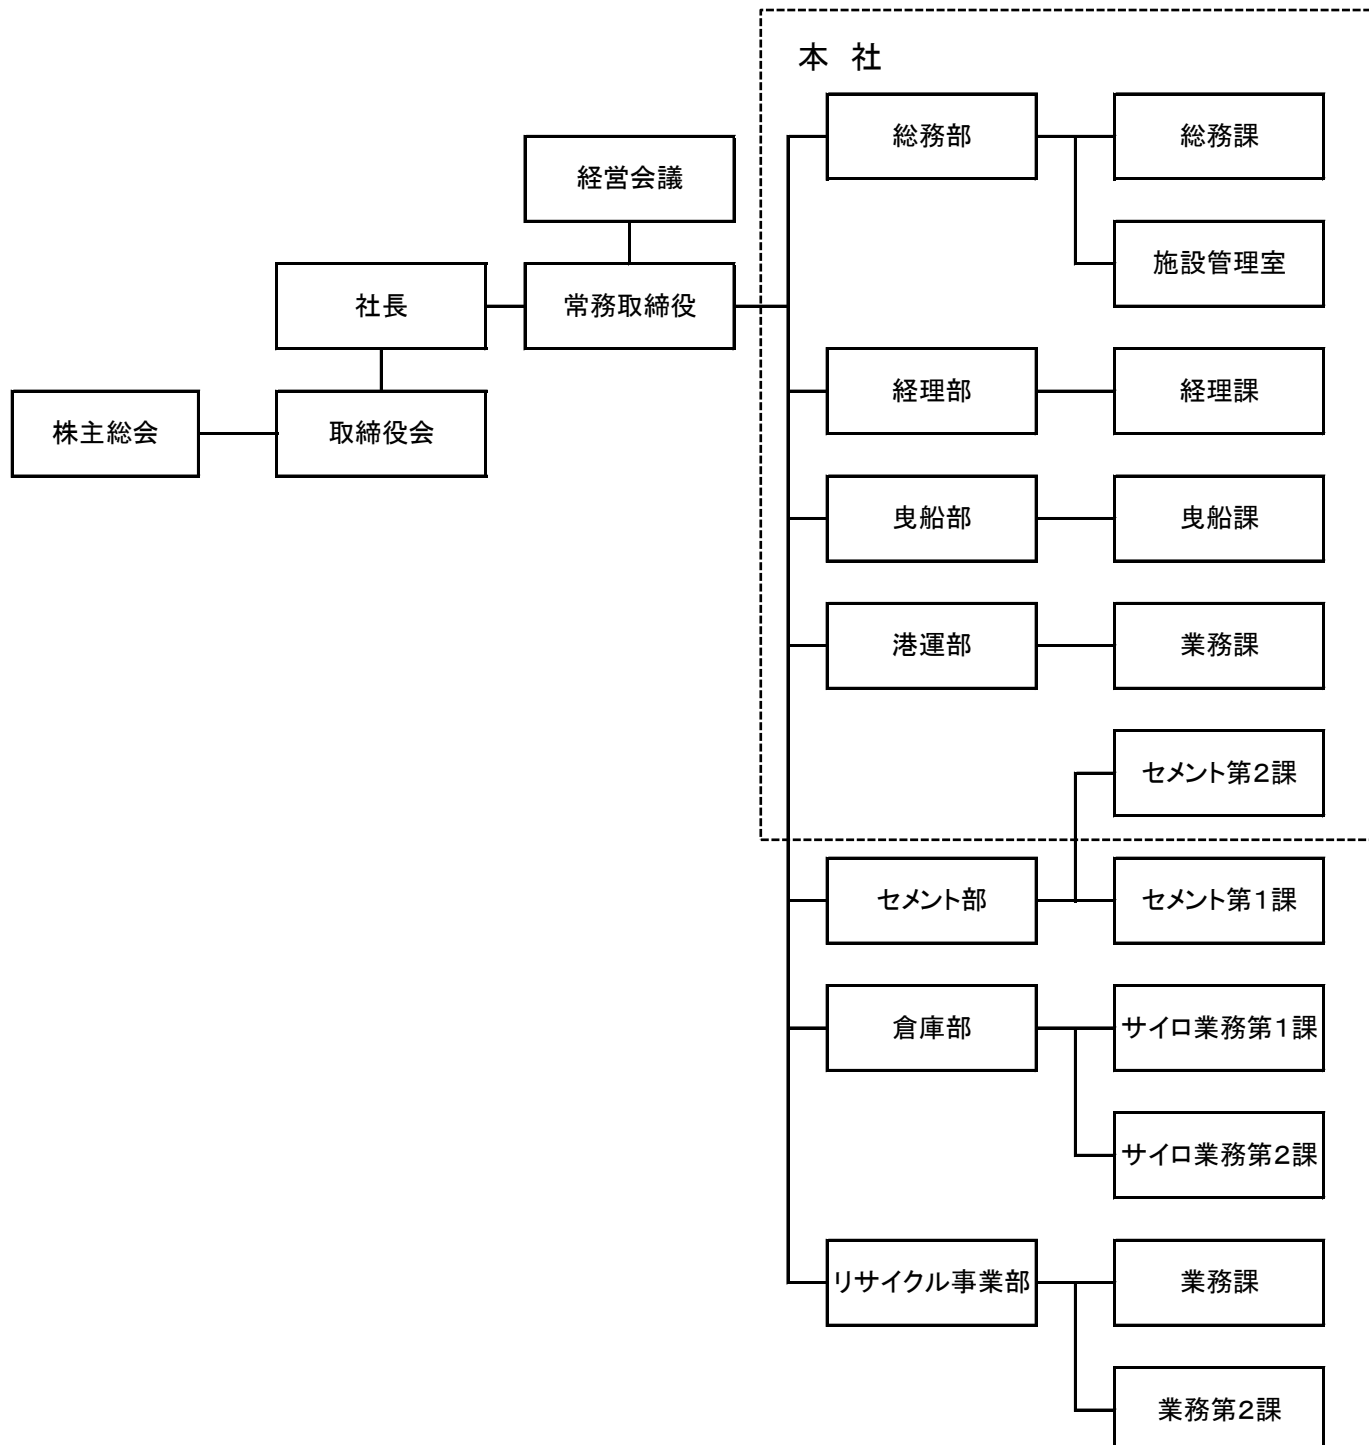 本 社
総務部
総務課
経営会議
施設管理室
社長
常務取締役
経理部
経理課
株主総会
取締役会
曳船部
曳船課
港運部
業務課
セメント第2課
セメント部
セメント第1課
倉庫部
サイロ業務第1課
サイロ業務第2課
リサイクル事業部
業務課
業務第2課